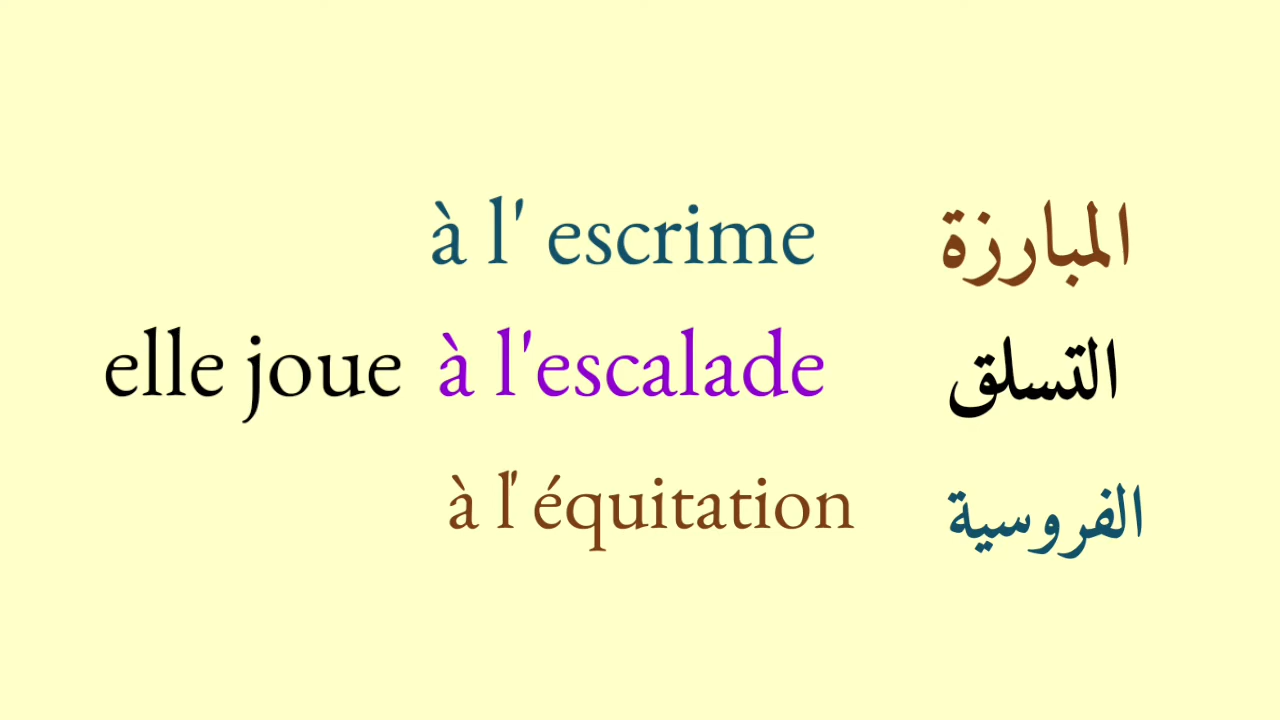 à l' escrime المبارزة
elle joue à l'escalade التسلق
à l' équitation الفروسية